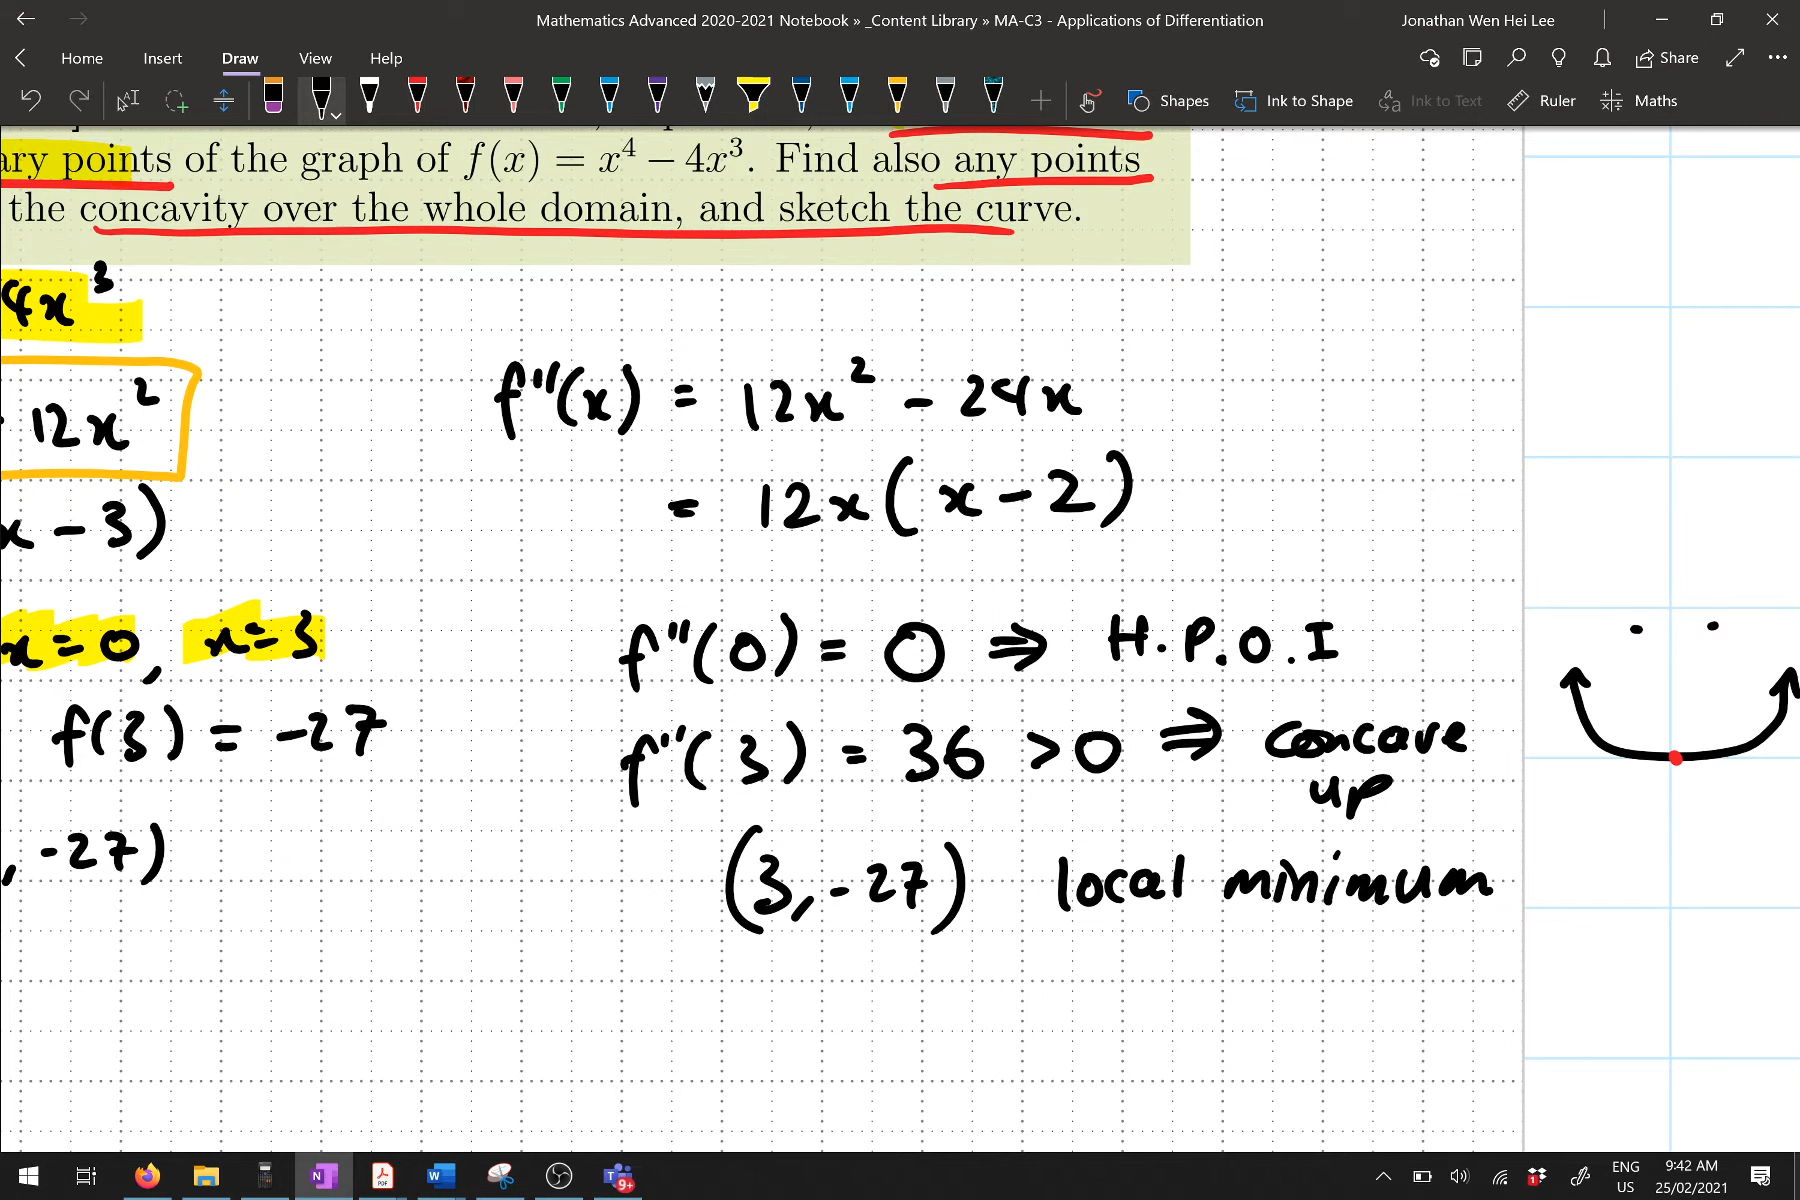 Mathematics Advanced 2020-2021 Notebook » _Content Library » MA-C3 - Applications of Differentiation
Jonathan Wen Hei Lee
Home Insert Draw View Help
Share
Shapes Ink to Shape Ink to Text Ruler Maths
ary points of the graph of f(x) = x⁴ − 4x³. Find also any points
the concavity over the whole domain, and sketch the curve.
4x³
12x²
x − 3)
x = 0, x = 3
f(3) = -27
, -27)
f''(x) = 12x² - 24x
= 12x(x - 2)
f''(0) = 0 ⇒ H.P.O.I
f''(3) = 36 > 0 ⇒ concave
up
(3, -27) local minimum
9+
1
ENG
US
9:42 AM
25/02/2021